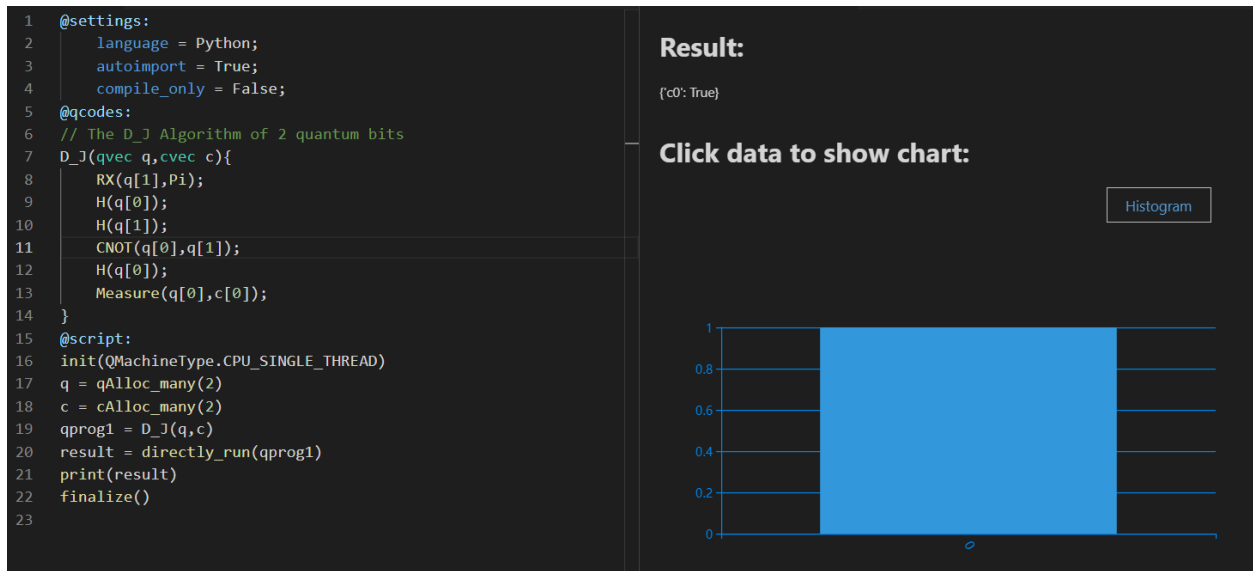 1 @settings:
2 language = Python;
3 autoimport = True;
4 compile_only = False;
5 @qcodes:
6 // The D_J Algorithm of 2 quantum bits
7 D_J(qvec q,cvec c){
8 RX(q[1],Pi);
9 H(q[0]);
10 H(q[1]);
11 CNOT(q[0],q[1]);
12 H(q[0]);
13 Measure(q[0],c[0]);
14 }
15 @script:
16 init(QMachineType.CPU_SINGLE_THREAD)
17 q = qAlloc_many(2)
18 c = cAlloc_many(2)
19 qprog1 = D_J(q,c)
20 result = directly_run(qprog1)
21 print(result)
22 finalize()
23
Result:
{'c0': True}
Click data to show chart:
Histogram
1
0.8
0.6
0.4
0.2
0
0